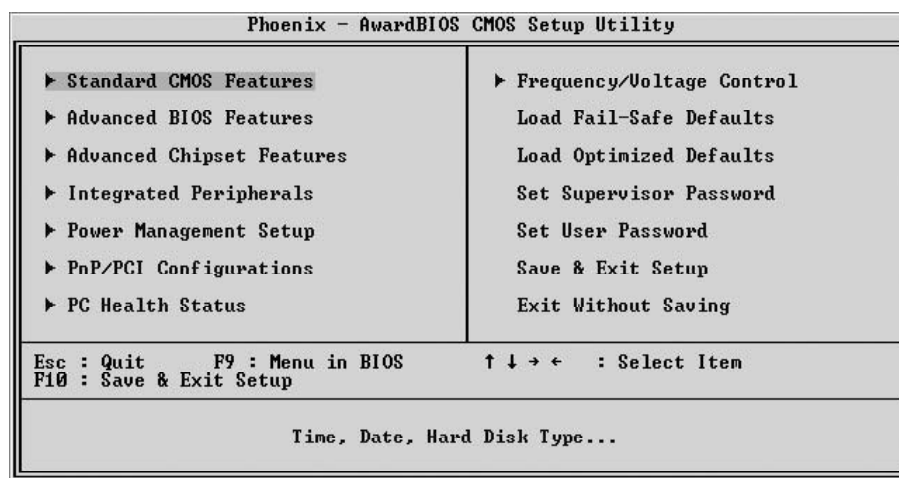 Phoenix - AwardBIOS CMOS Setup Utility
▶ Standard CMOS Features
▶ Advanced BIOS Features
▶ Advanced Chipset Features
▶ Integrated Peripherals
▶ Power Management Setup
▶ PnP/PCI Configurations
▶ PC Health Status
▶ Frequency/Voltage Control
Load Fail-Safe Defaults
Load Optimized Defaults
Set Supervisor Password
Set User Password
Save & Exit Setup
Exit Without Saving
Esc : Quit F9 : Menu in BIOS ↑ ↓ → ← : Select Item
F10 : Save & Exit Setup
Time, Date, Hard Disk Type...